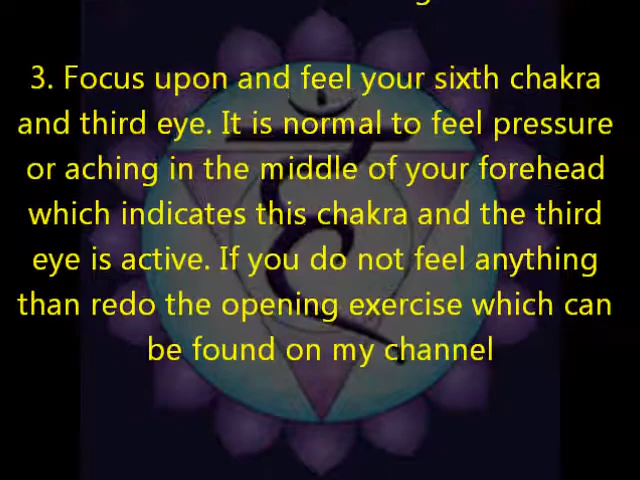 3. Focus upon and feel your sixth chakra
and third eye. It is normal to feel pressure
or aching in the middle of your forehead
which indicates this chakra and the third
eye is active. If you do not feel anything
than redo the opening exercise which can
be found on my channel